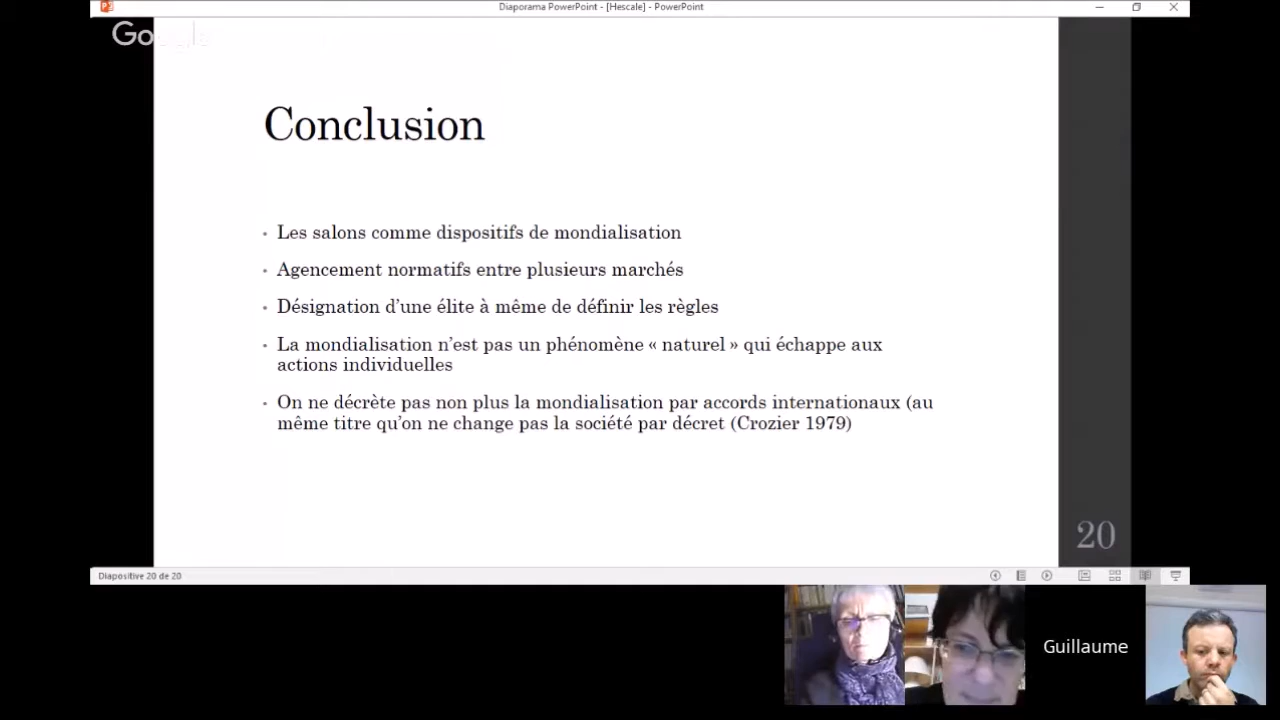 Diaporama PowerPoint - [Hescale] - PowerPoint
Google
Conclusion
Les salons comme dispositifs de mondialisation
Agencement normatifs entre plusieurs marchés
Désignation d’une élite à même de définir les règles
La mondialisation n’est pas un phénomène « naturel » qui échappe aux
actions individuelles
On ne décrète pas non plus la mondialisation par accords internationaux (au
même titre qu’on ne change pas la société par décret (Crozier 1979)
20
Diapositive 20 de 20
Guillaume